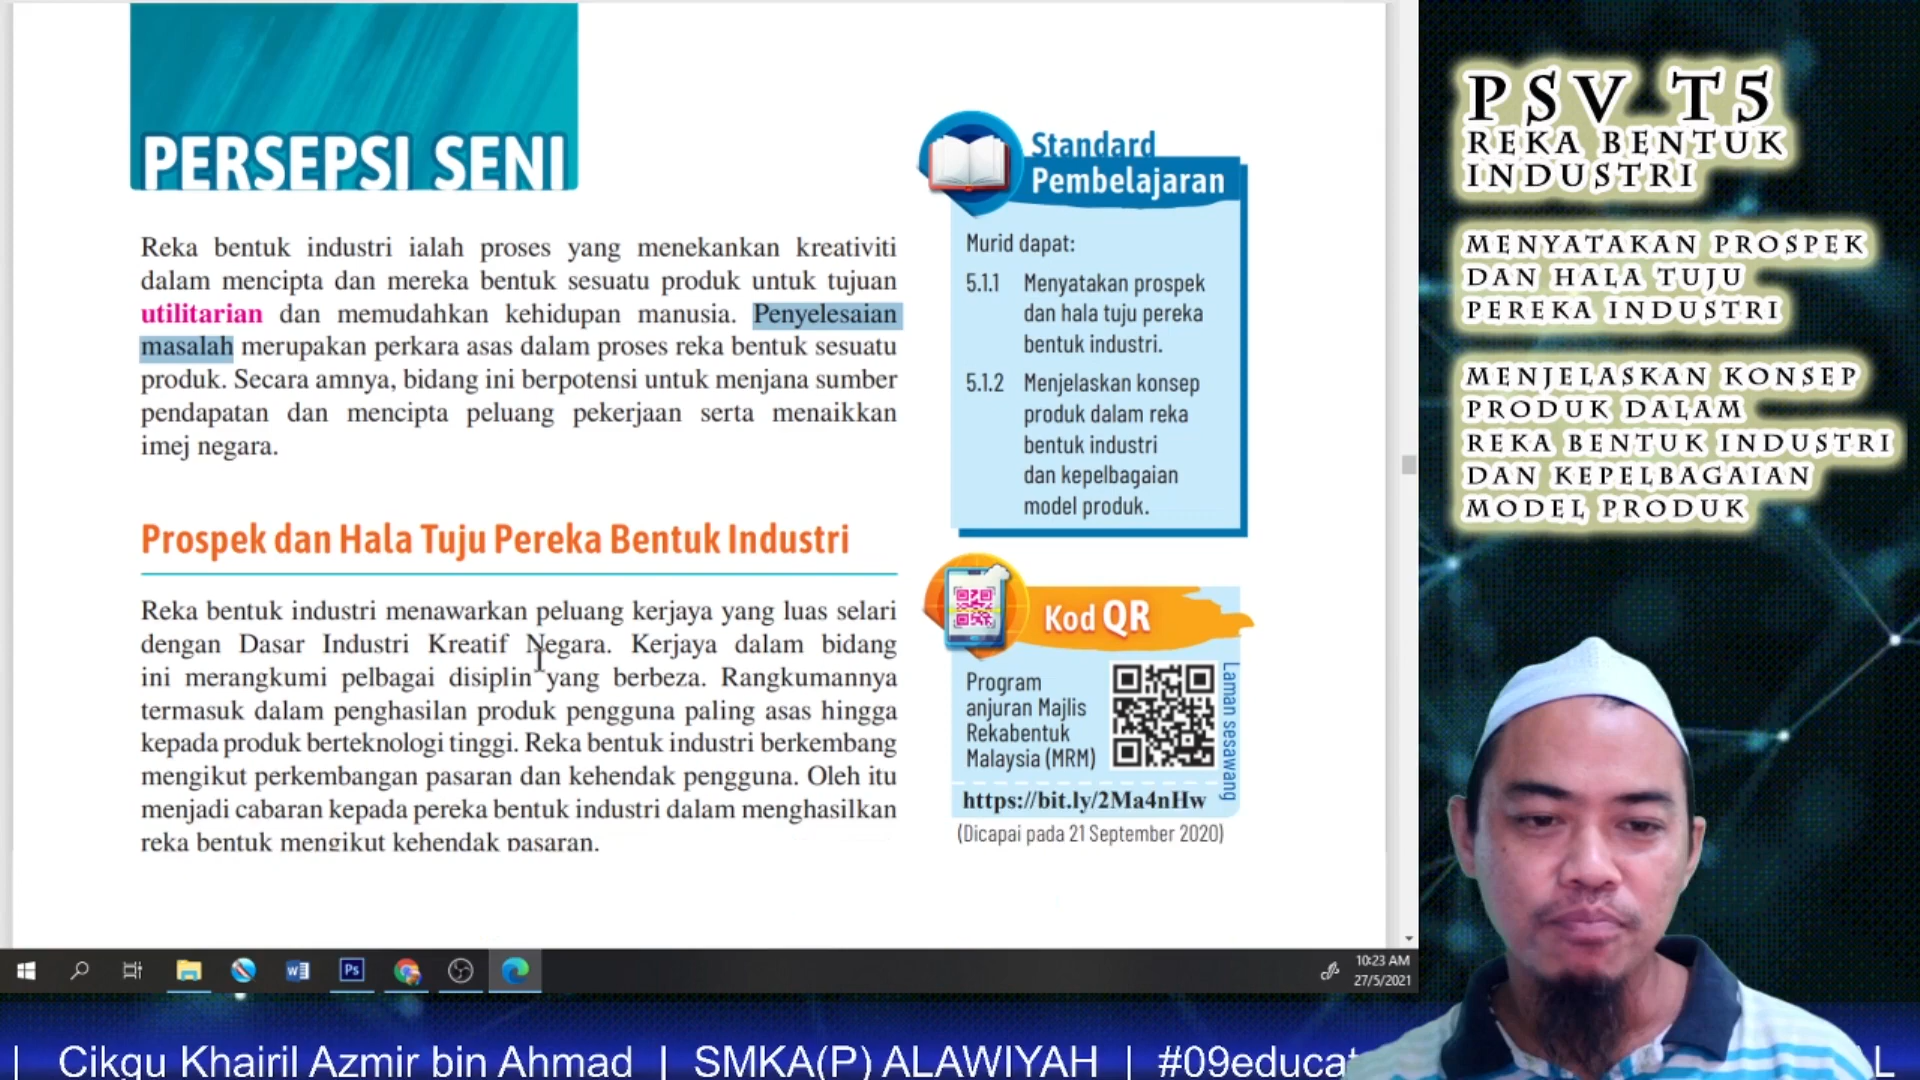 PERSEPSI SENI
Reka bentuk industri ialah proses yang menekankan kreativiti
dalam mencipta dan mereka bentuk sesuatu produk untuk tujuan
utilitarian dan memudahkan kehidupan manusia. Penyelesaian
masalah merupakan perkara asas dalam proses reka bentuk sesuatu
produk. Secara amnya, bidang ini berpotensi untuk menjana sumber
pendapatan dan mencipta peluang pekerjaan serta menaikkan
imej negara.
Prospek dan Hala Tuju Pereka Bentuk Industri
Reka bentuk industri menawarkan peluang kerjaya yang luas selari
dengan Dasar Industri Kreatif Negara. Kerjaya dalam bidang
ini merangkumi pelbagai disiplin yang berbeza. Rangkumannya
termasuk dalam penghasilan produk pengguna paling asas hingga
kepada produk berteknologi tinggi. Reka bentuk industri berkembang
mengikut perkembangan pasaran dan kehendak pengguna. Oleh itu
menjadi cabaran kepada pereka bentuk industri dalam menghasilkan
reka bentuk mengikut kehendak pasaran.
Standard
Pembelajaran
Murid dapat:
5.1.1 Menyatakan prospek
dan hala tuju pereka
bentuk industri.
5.1.2 Menjelaskan konsep
produk dalam reka
bentuk industri
dan kepelbagaian
model produk.
Kod QR
Program
anjuran Majlis
Rekabentuk
Malaysia (MRM)
Laman sesawang
https://bit.ly/2Ma4nHw
(Dicapai pada 21 September 2020)
PSV T5
REKA BENTUK
INDUSTRI
MENYATAKAN PROSPEK
DAN HALA TUJU
PEREKA INDUSTRI
MENJELASKAN KONSEP
PRODUK DALAM
REKA BENTUK INDUSTRI
DAN KEPELBAGAIAN
MODEL PRODUK
Ps
10:23 AM
27/5/2021
| Cikgu Khairil Azmir bin Ahmad | SMKA(P) ALAWIYAH | #09educat